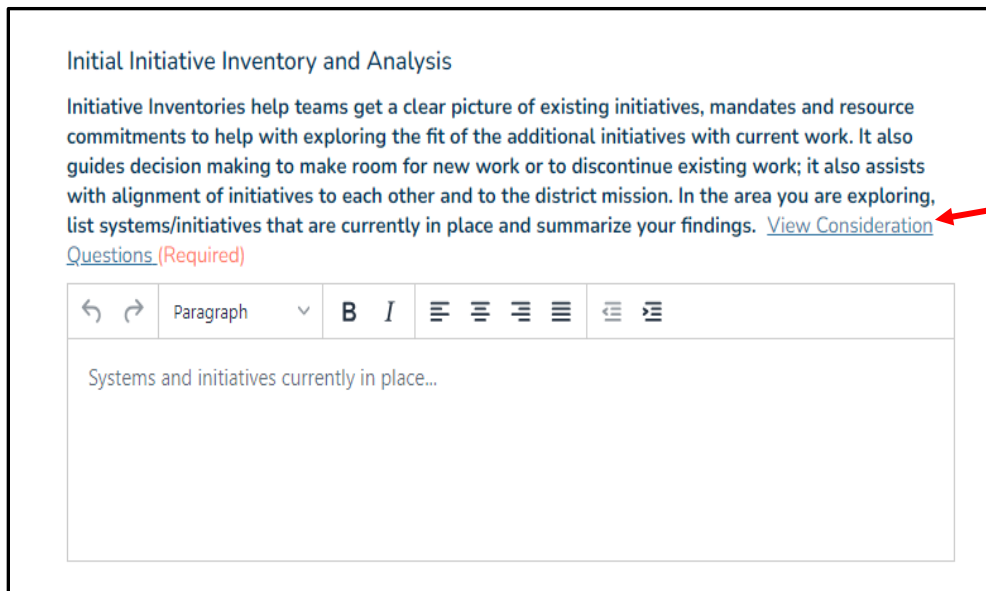 Initial Initiative Inventory and Analysis
Initiative Inventories help teams get a clear picture of existing initiatives, mandates and resource
commitments to help with exploring the fit of the additional initiatives with current work. It also
guides decision making to make room for new work or to discontinue existing work; it also assists
with alignment of initiatives to each other and to the district mission. In the area you are exploring,
list systems/initiatives that are currently in place and summarize your findings. View Consideration
Questions (Required)
Paragraph B I
Systems and initiatives currently in place...